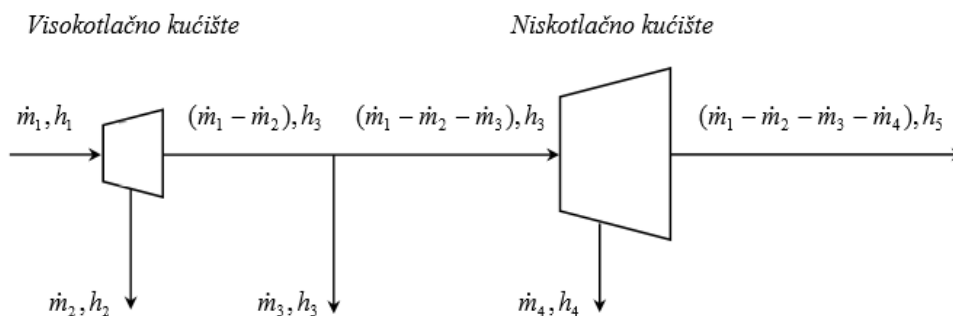 Visokotlačno kućište
Niskotlačno kućište
ṁ₁, h₁
(ṁ₁ − ṁ₂), h₃
(ṁ₁ − ṁ₂ − ṁ₃), h₃
(ṁ₁ − ṁ₂ − ṁ₃ − ṁ₄), h₅
ṁ₂, h₂
ṁ₃, h₃
ṁ₄, h₄